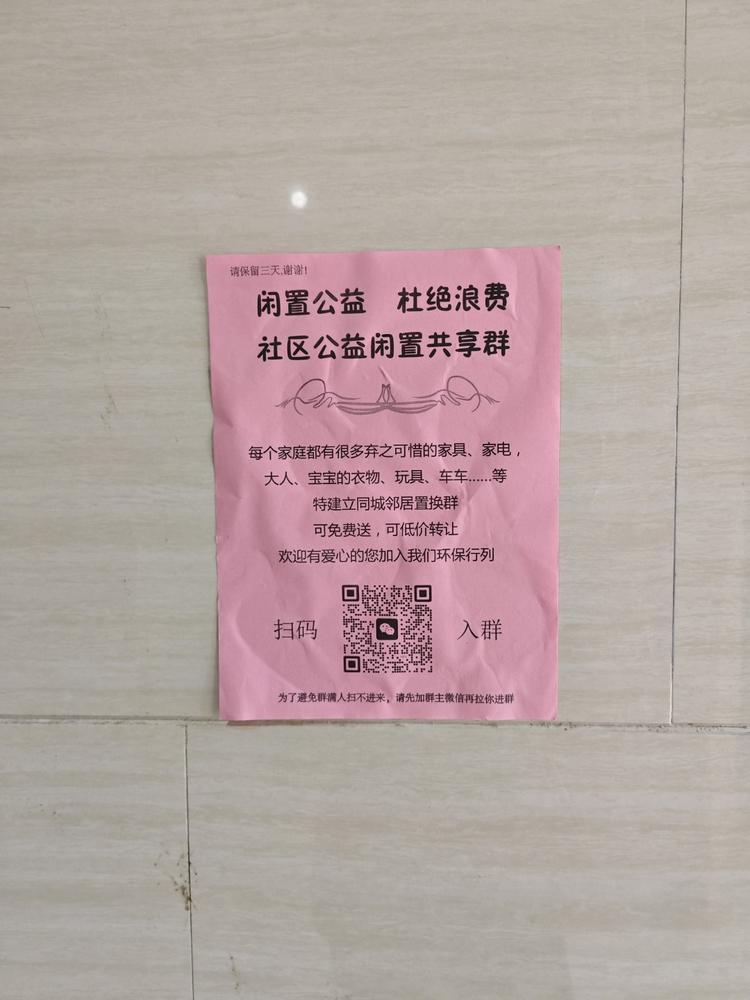 请保留三天,谢谢!
闲置公益 杜绝浪费
社区公益闲置共享群
每个家庭都有很多弃之可惜的家具、家电，
大人、宝宝的衣物、玩具、车车......等
特建立同城邻居置换群
可免费送，可低价转让
欢迎有爱心的您加入我们环保行列
扫码 入群
为了避免群满人扫不进来，请先加群主微信再拉你进群